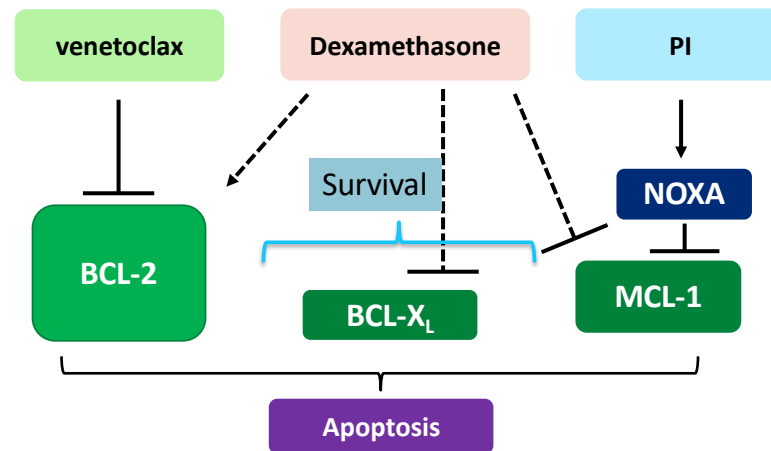 venetoclax
Dexamethasone
PI
Survival
NOXA
BCL-2
BCL-XL
MCL-1
Apoptosis